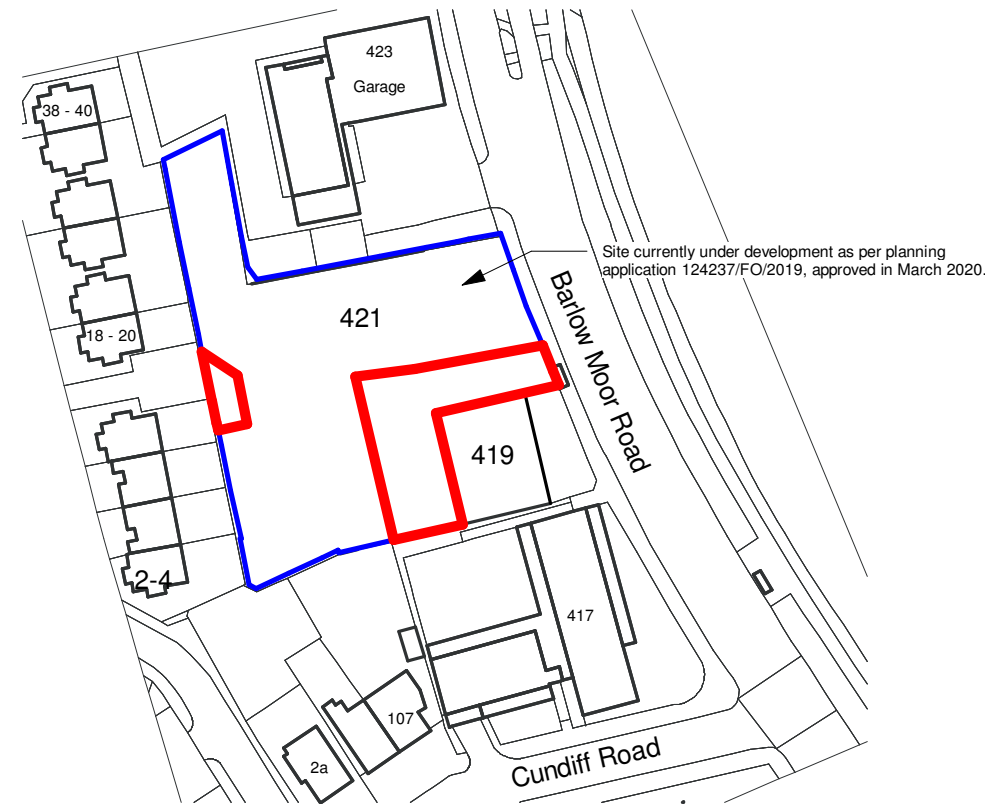 423
Garage
38 - 40
Site currently under development as per planning
application 124237/FO/2019, approved in March 2020.
421
Barlow Moor Road
18 - 20
419
2-4
417
107
2a
Cundiff Road